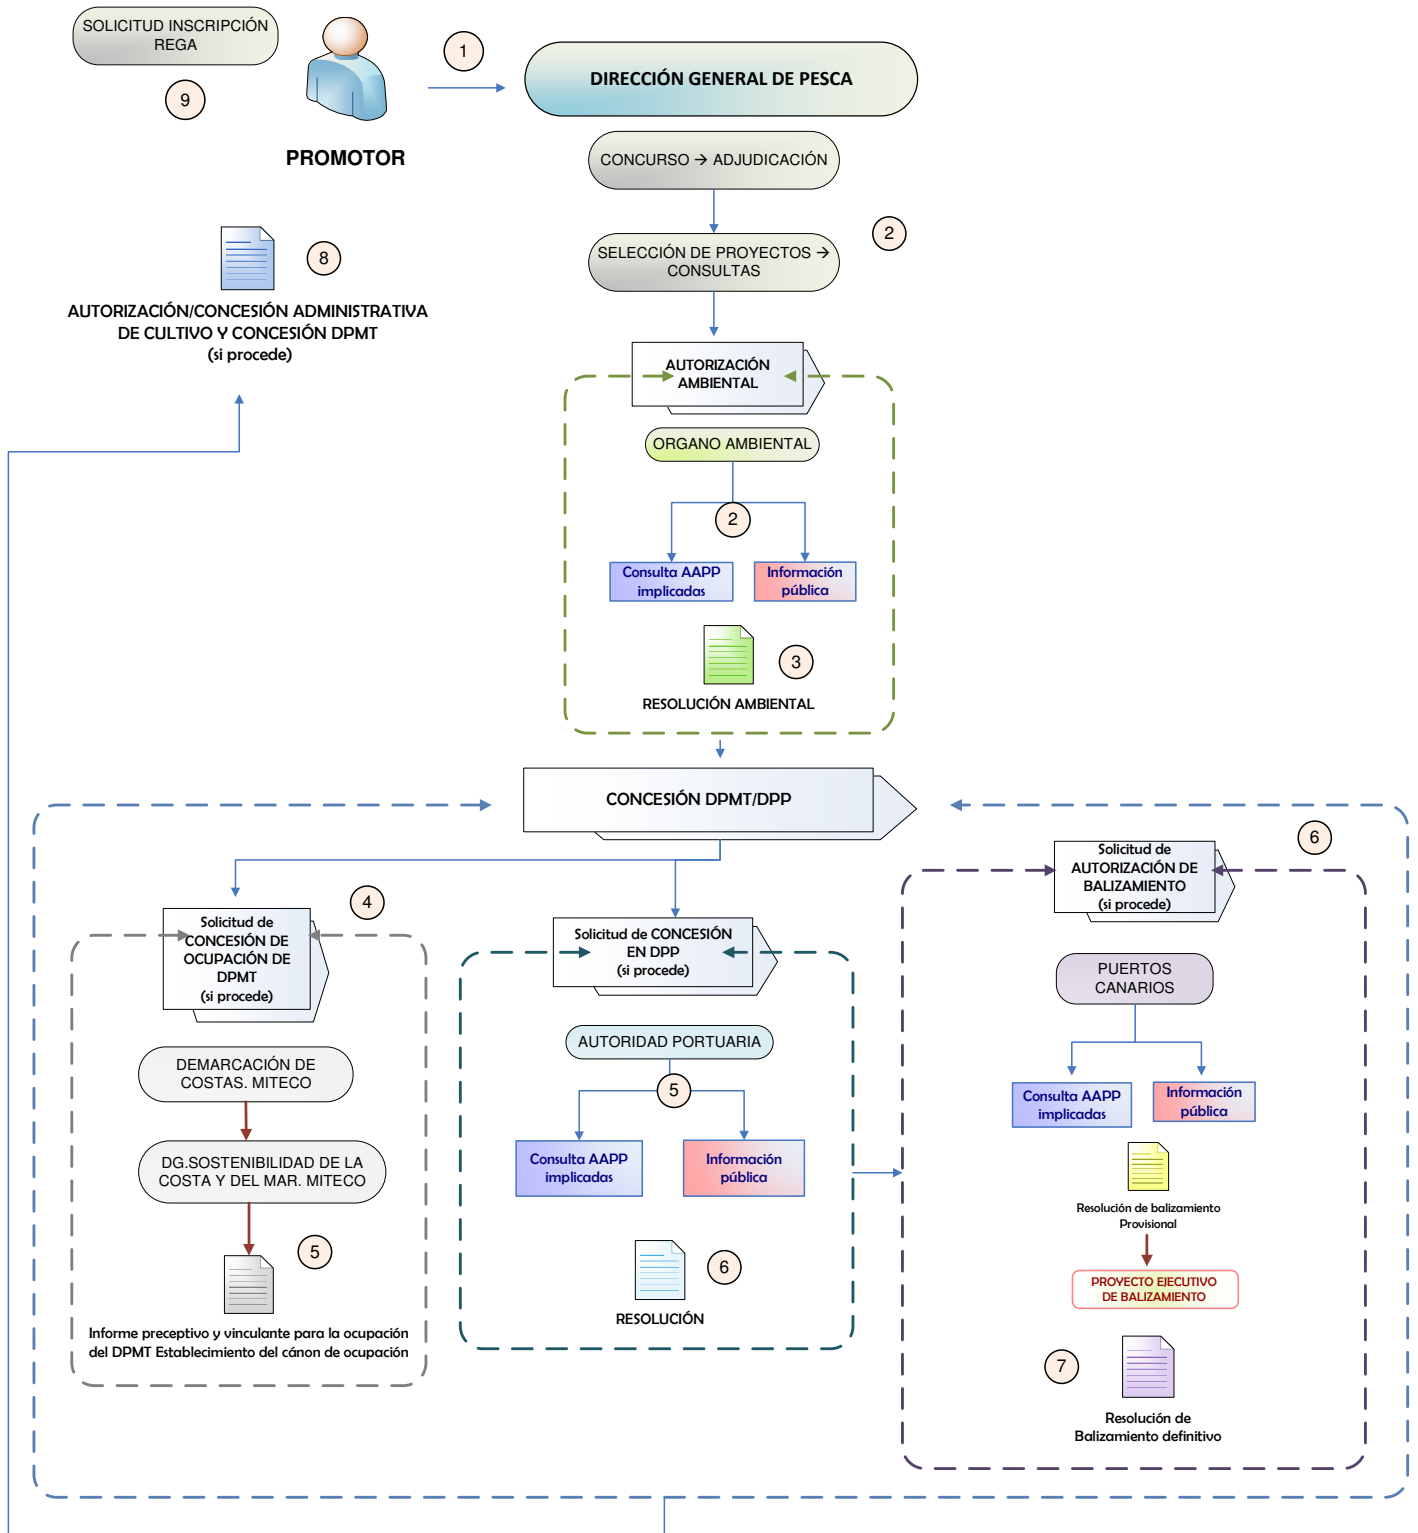 SOLICITUD INSCRIPCIÓN
REGA
9
PROMOTOR
1
DIRECCIÓN GENERAL DE PESCA
CONCURSO → ADJUDICACIÓN
2
SELECCIÓN DE PROYECTOS →
CONSULTAS
8
AUTORIZACIÓN/CONCESIÓN ADMINISTRATIVA
DE CULTIVO Y CONCESIÓN DPMT
(si procede)
AUTORIZACIÓN
AMBIENTAL
ORGANO AMBIENTAL
2
Consulta AAPP
implicadas
Información
pública
3
RESOLUCIÓN AMBIENTAL
CONCESIÓN DPMT/DPP
4
Solicitud de
CONCESIÓN DE
OCUPACIÓN DE
DPMT
(si procede)
DEMARCACIÓN DE
COSTAS. MITECO
DG.SOSTENIBILIDAD DE LA
COSTA Y DEL MAR. MITECO
5
Informe preceptivo y vinculante para la ocupación
del DPMT Establecimiento del cánon de ocupación
Solicitud de CONCESIÓN
EN DPP
(si procede)
AUTORIDAD PORTUARIA
5
Consulta AAPP
implicadas
Información
pública
6
RESOLUCIÓN
6
Solicitud de
AUTORIZACIÓN DE
BALIZAMIENTO
(si procede)
PUERTOS
CANARIOS
Consulta AAPP
implicadas
Información
pública
Resolución de balizamiento
Provisional
PROYECTO EJECUTIVO
DE BALIZAMIENTO
7
Resolución de
Balizamiento definitivo